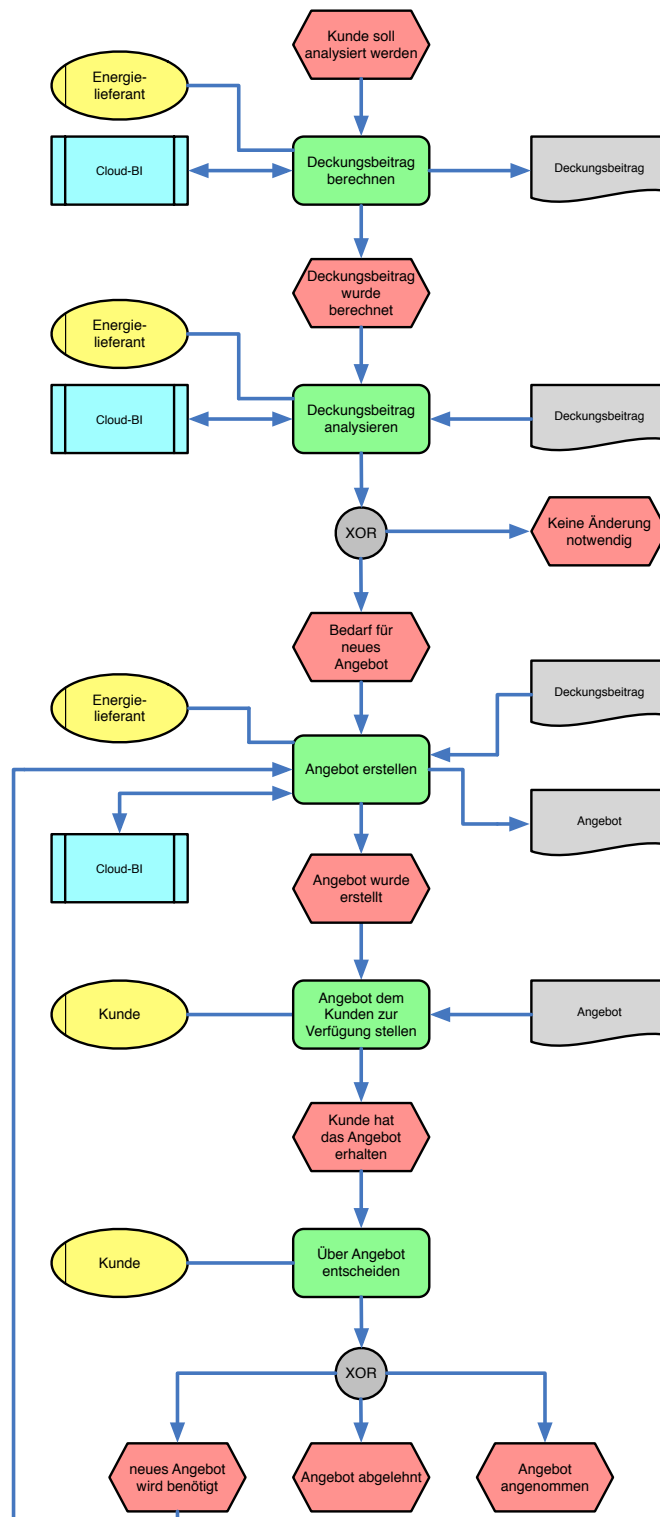 Kunde soll
analysiert werden
Energie-
lieferant
Cloud-BI
Deckungsbeitrag
berechnen
Deckungsbeitrag
Deckungsbeitrag
wurde
berechnet
Energie-
lieferant
Cloud-BI
Deckungsbeitrag
analysieren
Deckungsbeitrag
XOR
Keine Änderung
notwendig
Bedarf für
neues
Angebot
Energie-
lieferant
Deckungsbeitrag
Angebot erstellen
Angebot
Cloud-BI
Angebot wurde
erstellt
Kunde
Angebot dem
Kunden zur
Verfügung stellen
Angebot
Kunde hat
das Angebot
erhalten
Kunde
Über Angebot
entscheiden
XOR
neues Angebot
wird benötigt
Angebot abgelehnt
Angebot
angenommen